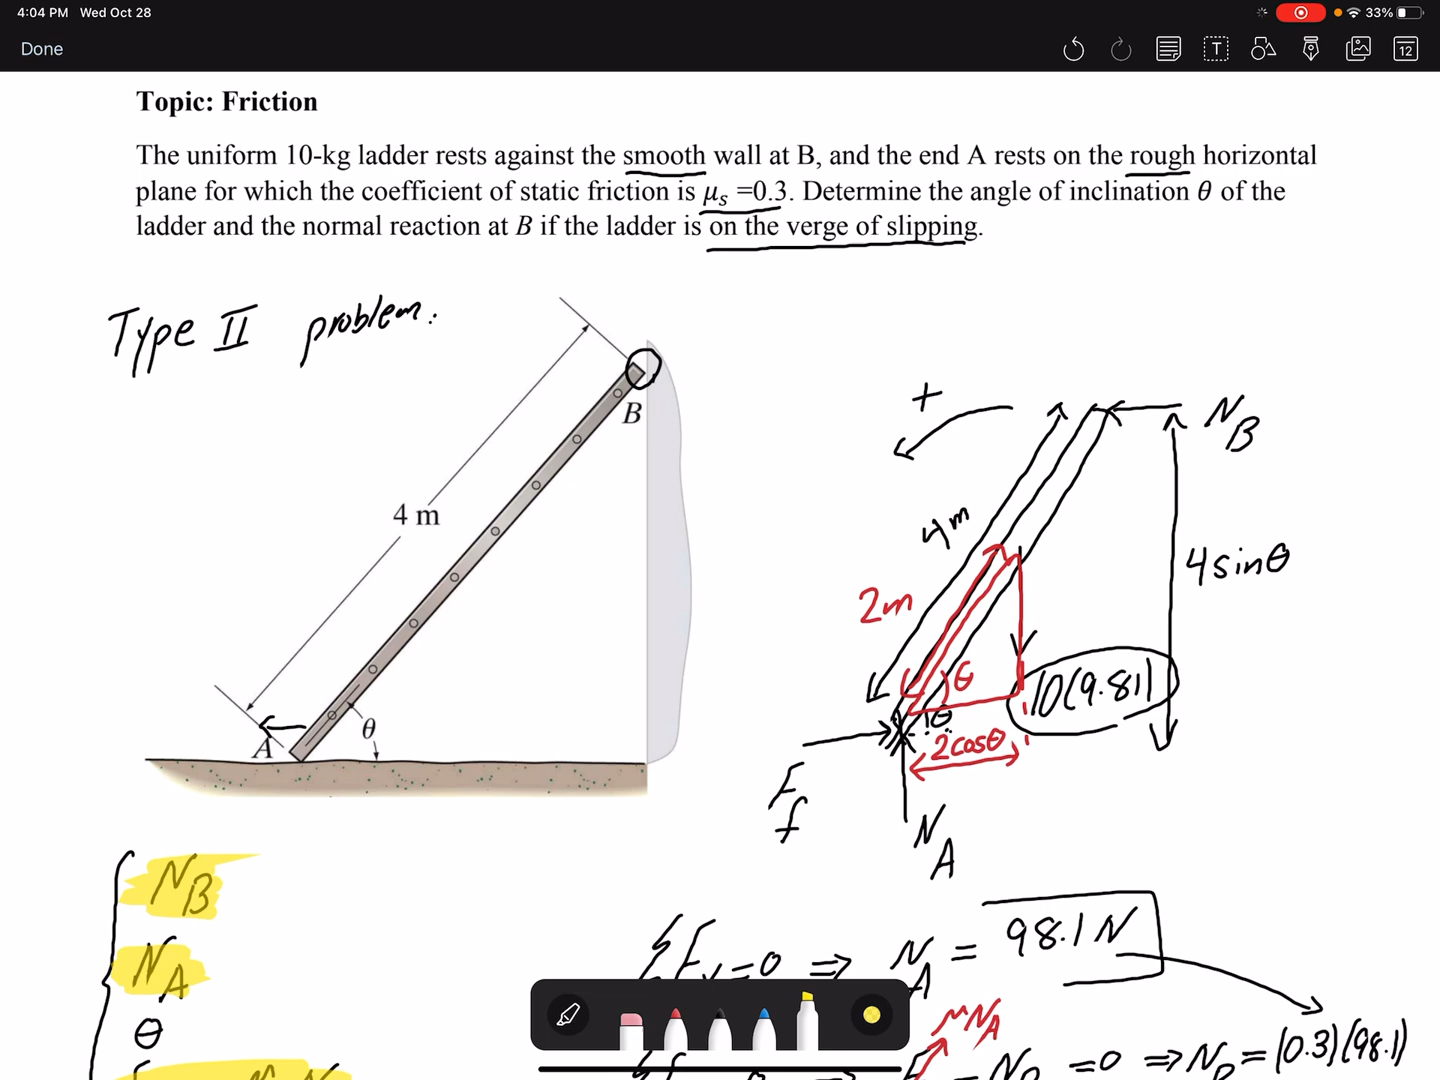 4:04 PM Wed Oct 28
33%
Done
T
12
Topic: Friction
The uniform 10-kg ladder rests against the smooth wall at B, and the end A rests on the rough horizontal
plane for which the coefficient of static friction is μs =0.3. Determine the angle of inclination θ of the
ladder and the normal reaction at B if the ladder is on the verge of slipping.
Type II problem.
B
4 m
A
θ
+
NB
4m
4sinθ
2m
θ
10(9.81)
θ
2cosθ
Ff
NA
NB
NA
θ
ΣFy=0 ⇒ NA = 98.1N
μNA
- NB =0 ⇒ NB = (0.3)(98.1)